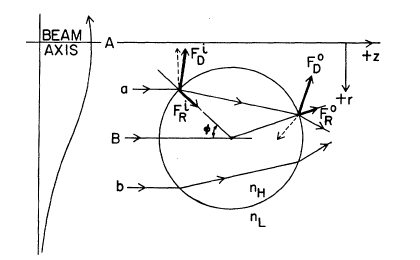 BEAM
AXIS
A
+z
F_D^i
F_D^o
a
F_R^i
F_R^o
+r
B
ϕ
b
n_H
n_L